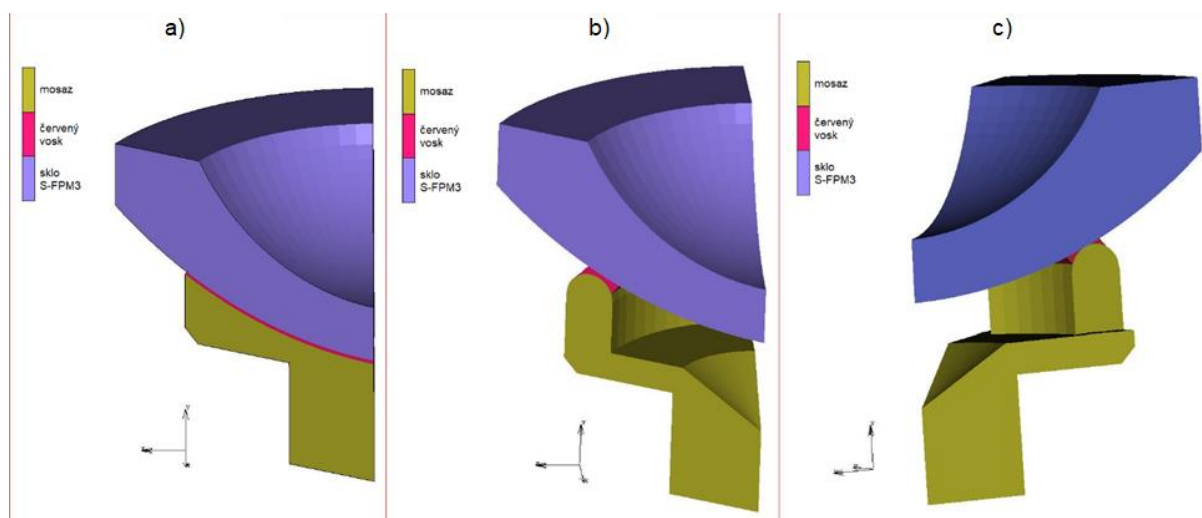 a)
b)
c)
mosaz
červený
vosk
sklo
S-FPM3
mosaz
červený
vosk
sklo
S-FPM3
mosaz
červený
vosk
sklo
S-FPM3